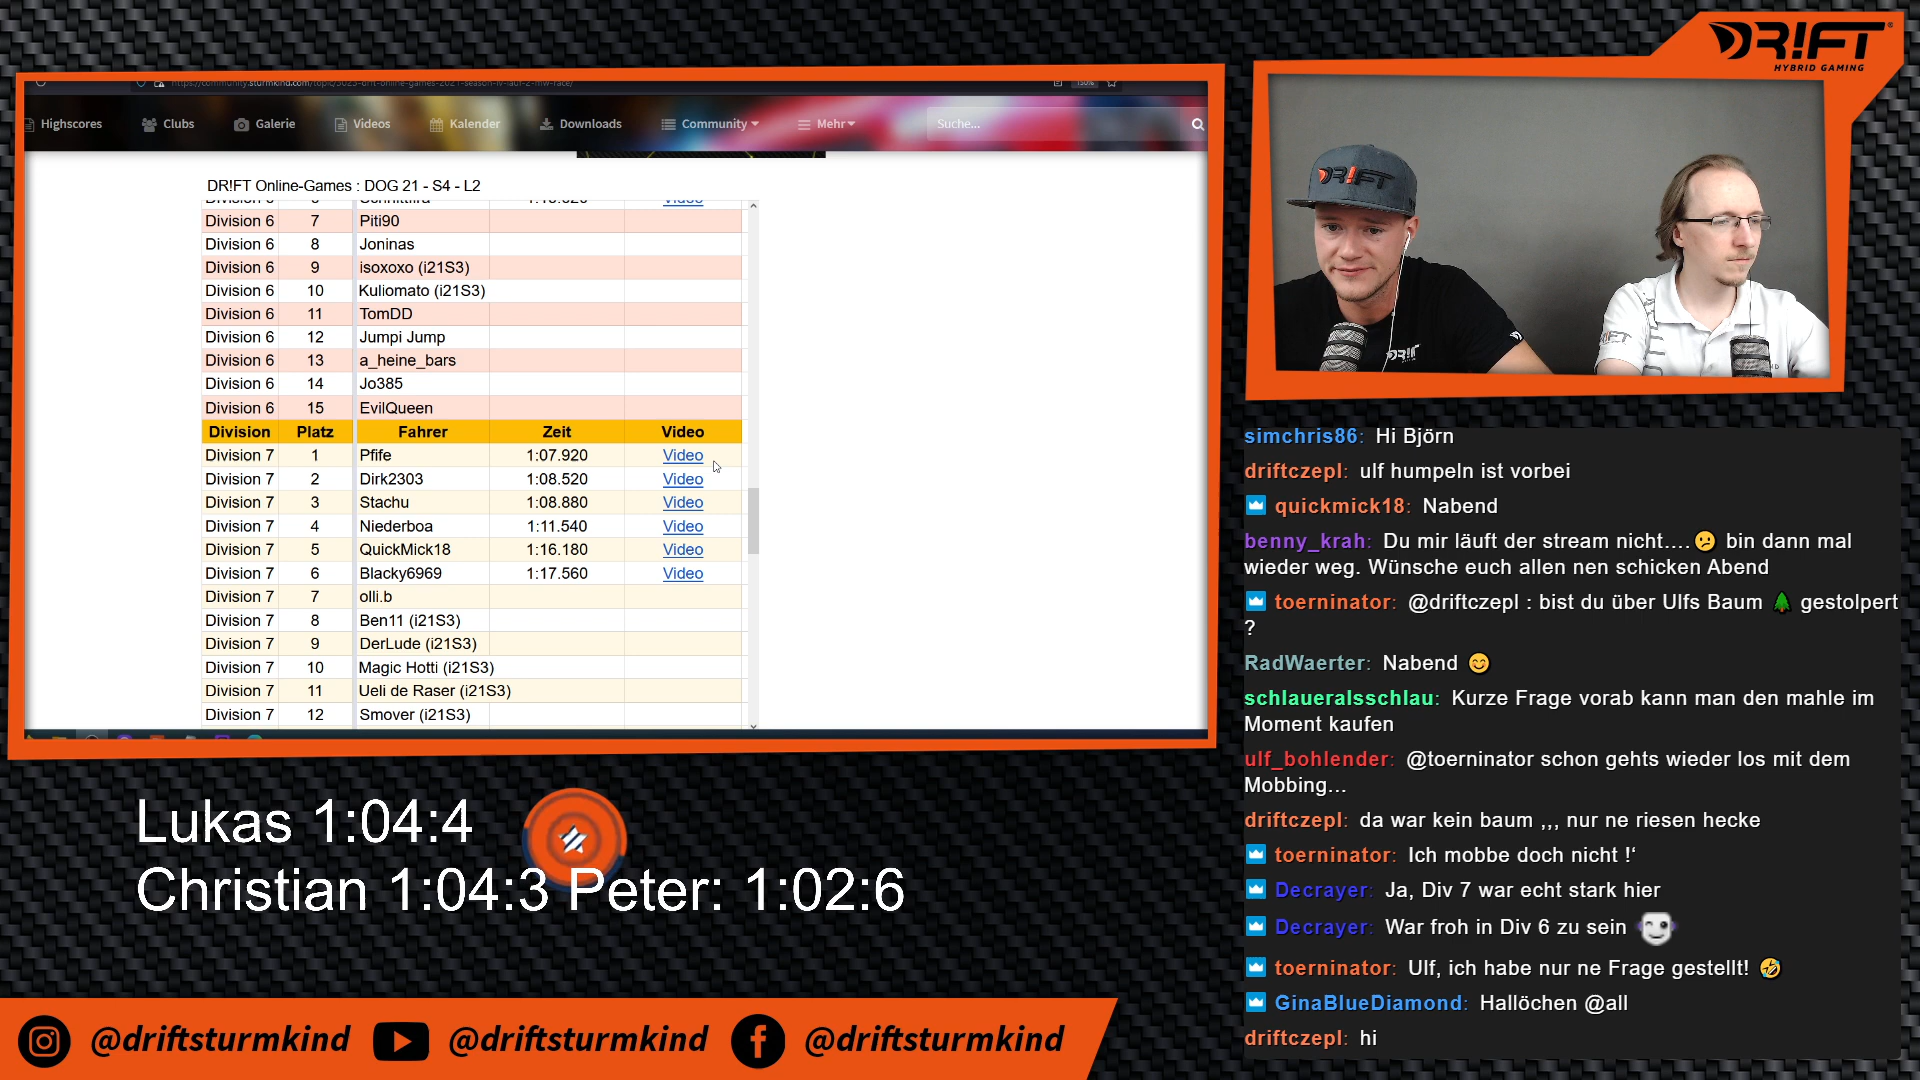 DR!FT
HYBRID GAMING
Highscores
Clubs
Galerie
Videos
Kalender
Downloads
Community
Mehr
Suche...
DR!FT Online-Games : DOG 21 - S4 - L2
Division 6 7 Piti90
Division 6 8 Joninas
Division 6 9 isoxoxo (i21S3)
Division 6 10 Kuliomato (i21S3)
Division 6 11 TomDD
Division 6 12 Jumpi Jump
Division 6 13 a_heine_bars
Division 6 14 Jo385
Division 6 15 EvilQueen
Division Platz Fahrer Zeit Video
Division 7 1 Pfife 1:07.920 Video
Division 7 2 Dirk2303 1:08.520 Video
Division 7 3 Stachu 1:08.880 Video
Division 7 4 Niederboa 1:11.540 Video
Division 7 5 QuickMick18 1:16.180 Video
Division 7 6 Blacky6969 1:17.560 Video
Division 7 7 olli.b
Division 7 8 Ben11 (i21S3)
Division 7 9 DerLude (i21S3)
Division 7 10 Magic Hotti (i21S3)
Division 7 11 Ueli de Raser (i21S3)
Division 7 12 Smover (i21S3)
DR!FT
DR!FT
simchris86: Hi Björn
driftczepl: ulf humpeln ist vorbei
quickmick18: Nabend
benny_krah: Du mir läuft der stream nicht....😕 bin dann mal
wieder weg. Wünsche euch allen nen schicken Abend
toerninator: @driftczepl : bist du über Ulfs Baum 🌲 gestolpert
?
RadWaerter: Nabend 😊
schlaueralsschlau: Kurze Frage vorab kann man den mahle im
Moment kaufen
ulf_bohlender: @toerninator schon gehts wieder los mit dem
Mobbing...
driftczepl: da war kein baum ,,, nur ne riesen hecke
toerninator: Ich mobbe doch nicht !‘
Decrayer: Ja, Div 7 war echt stark hier
Decrayer: War froh in Div 6 zu sein
toerninator: Ulf, ich habe nur ne Frage gestellt! 🤣
GinaBlueDiamond: Hallöchen @all
driftczepl: hi
Lukas 1:04:4
Christian 1:04:3 Peter: 1:02:6
@driftsturmkind @driftsturmkind @driftsturmkind